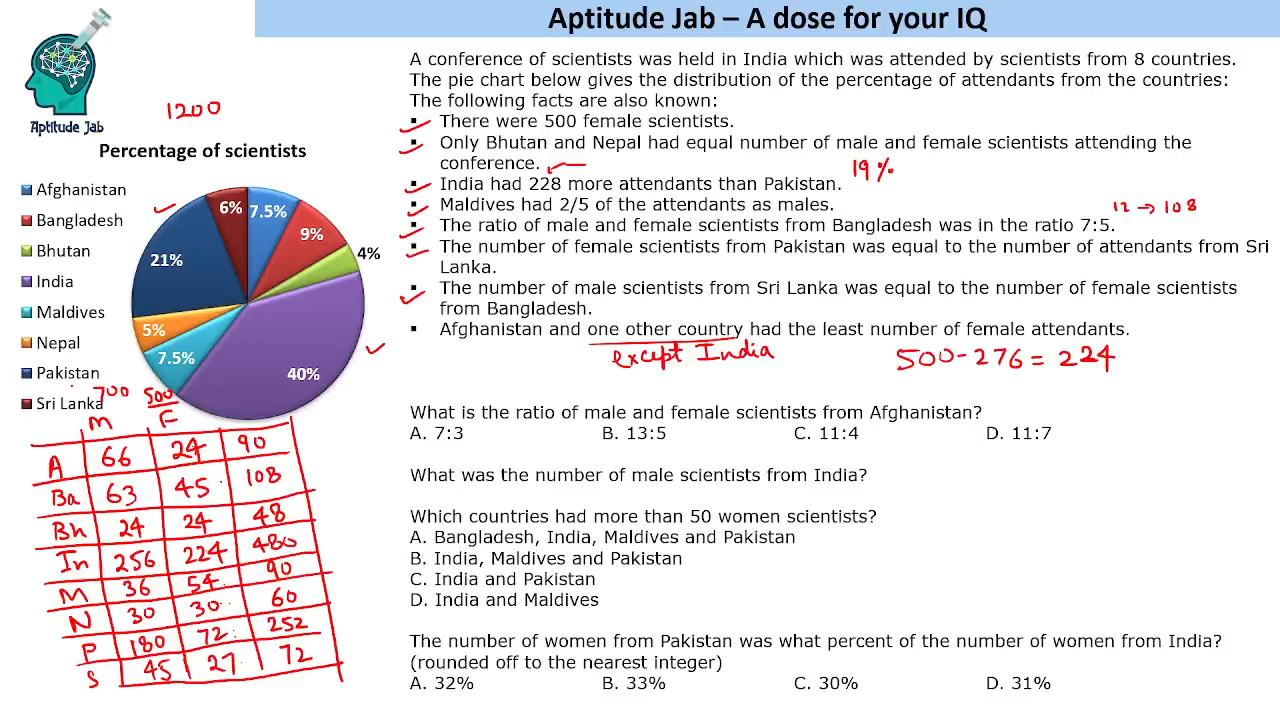 Aptitude Jab – A dose for your IQ
Aptitude Jab
1200
Percentage of scientists
Afghanistan
Bangladesh
Bhutan
India
Maldives
Nepal
Pakistan
Sri Lanka
6%
7.5%
9%
4%
21%
5%
7.5%
40%
A conference of scientists was held in India which was attended by scientists from 8 countries.
The pie chart below gives the distribution of the percentage of attendants from the countries:
The following facts are also known:
▪ There were 500 female scientists.
▪ Only Bhutan and Nepal had equal number of male and female scientists attending the
conference.
19%
▪ India had 228 more attendants than Pakistan.
▪ Maldives had 2/5 of the attendants as males.
12 → 108
▪ The ratio of male and female scientists from Bangladesh was in the ratio 7:5.
▪ The number of female scientists from Pakistan was equal to the number of attendants from Sri
Lanka.
▪ The number of male scientists from Sri Lanka was equal to the number of female scientists
from Bangladesh.
▪ Afghanistan and one other country had the least number of female attendants.
except India
500-276 = 224
What is the ratio of male and female scientists from Afghanistan?
A. 7:3 B. 13:5 C. 11:4 D. 11:7
What was the number of male scientists from India?
Which countries had more than 50 women scientists?
A. Bangladesh, India, Maldives and Pakistan
B. India, Maldives and Pakistan
C. India and Pakistan
D. India and Maldives
The number of women from Pakistan was what percent of the number of women from India?
(rounded off to the nearest integer)
A. 32% B. 33% C. 30% D. 31%
700 500
M F
A 66 24 90
Ba 63 45 108
Bh 24 24 48
In 256 224 480
M 36 54 90
N 30 30 60
P 180 72 252
S 45 27 72